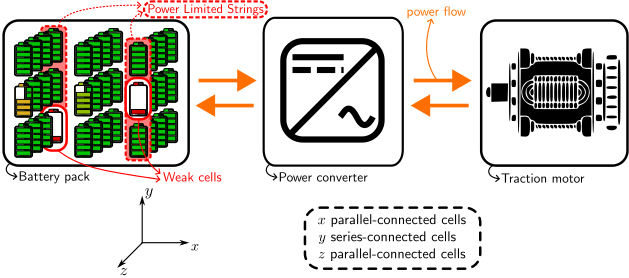 Power Limited Strings
power flow
Battery pack
Weak cells
Power converter
Traction motor
y
x
z
x parallel-connected cells
y series-connected cells
z parallel-connected cells